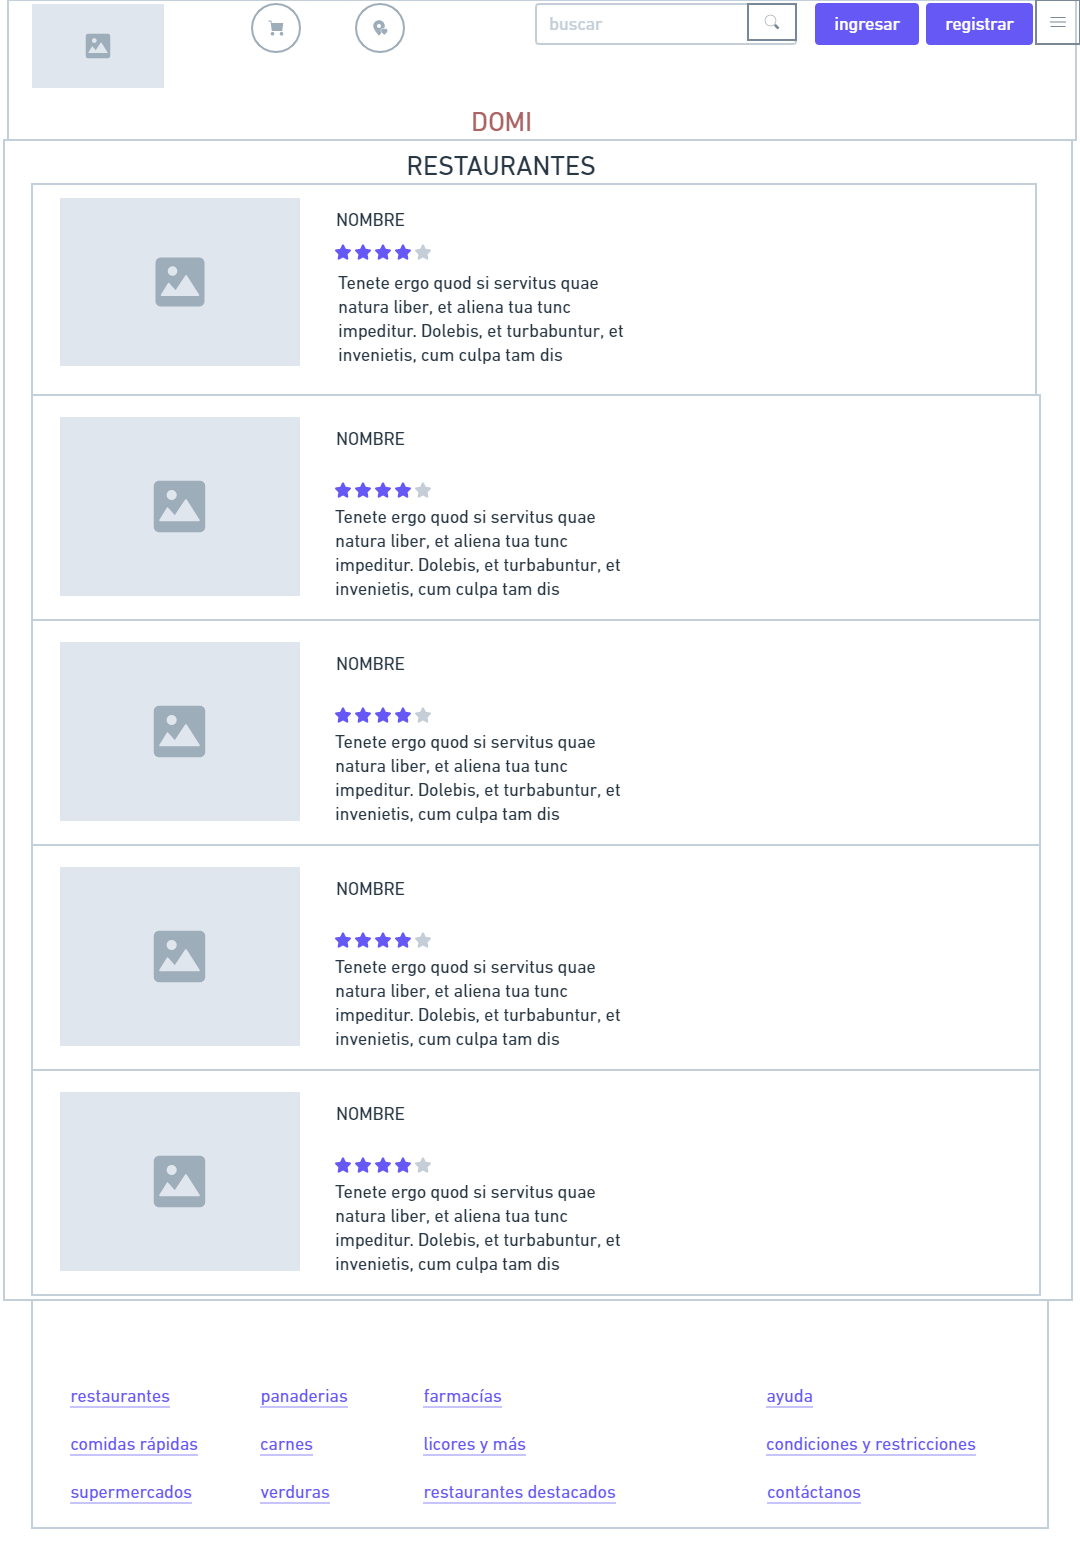 buscar
ingresar
registrar
DOMI
RESTAURANTES
NOMBRE
Tenete ergo quod si servitus quae
natura liber, et aliena tua tunc
impeditur. Dolebis, et turbabuntur, et
invenietis, cum culpa tam dis
NOMBRE
Tenete ergo quod si servitus quae
natura liber, et aliena tua tunc
impeditur. Dolebis, et turbabuntur, et
invenietis, cum culpa tam dis
NOMBRE
Tenete ergo quod si servitus quae
natura liber, et aliena tua tunc
impeditur. Dolebis, et turbabuntur, et
invenietis, cum culpa tam dis
NOMBRE
Tenete ergo quod si servitus quae
natura liber, et aliena tua tunc
impeditur. Dolebis, et turbabuntur, et
invenietis, cum culpa tam dis
NOMBRE
Tenete ergo quod si servitus quae
natura liber, et aliena tua tunc
impeditur. Dolebis, et turbabuntur, et
invenietis, cum culpa tam dis
restaurantes
panaderias
farmacías
ayuda
comidas rápidas
carnes
licores y más
condiciones y restricciones
supermercados
verduras
restaurantes destacados
contáctanos